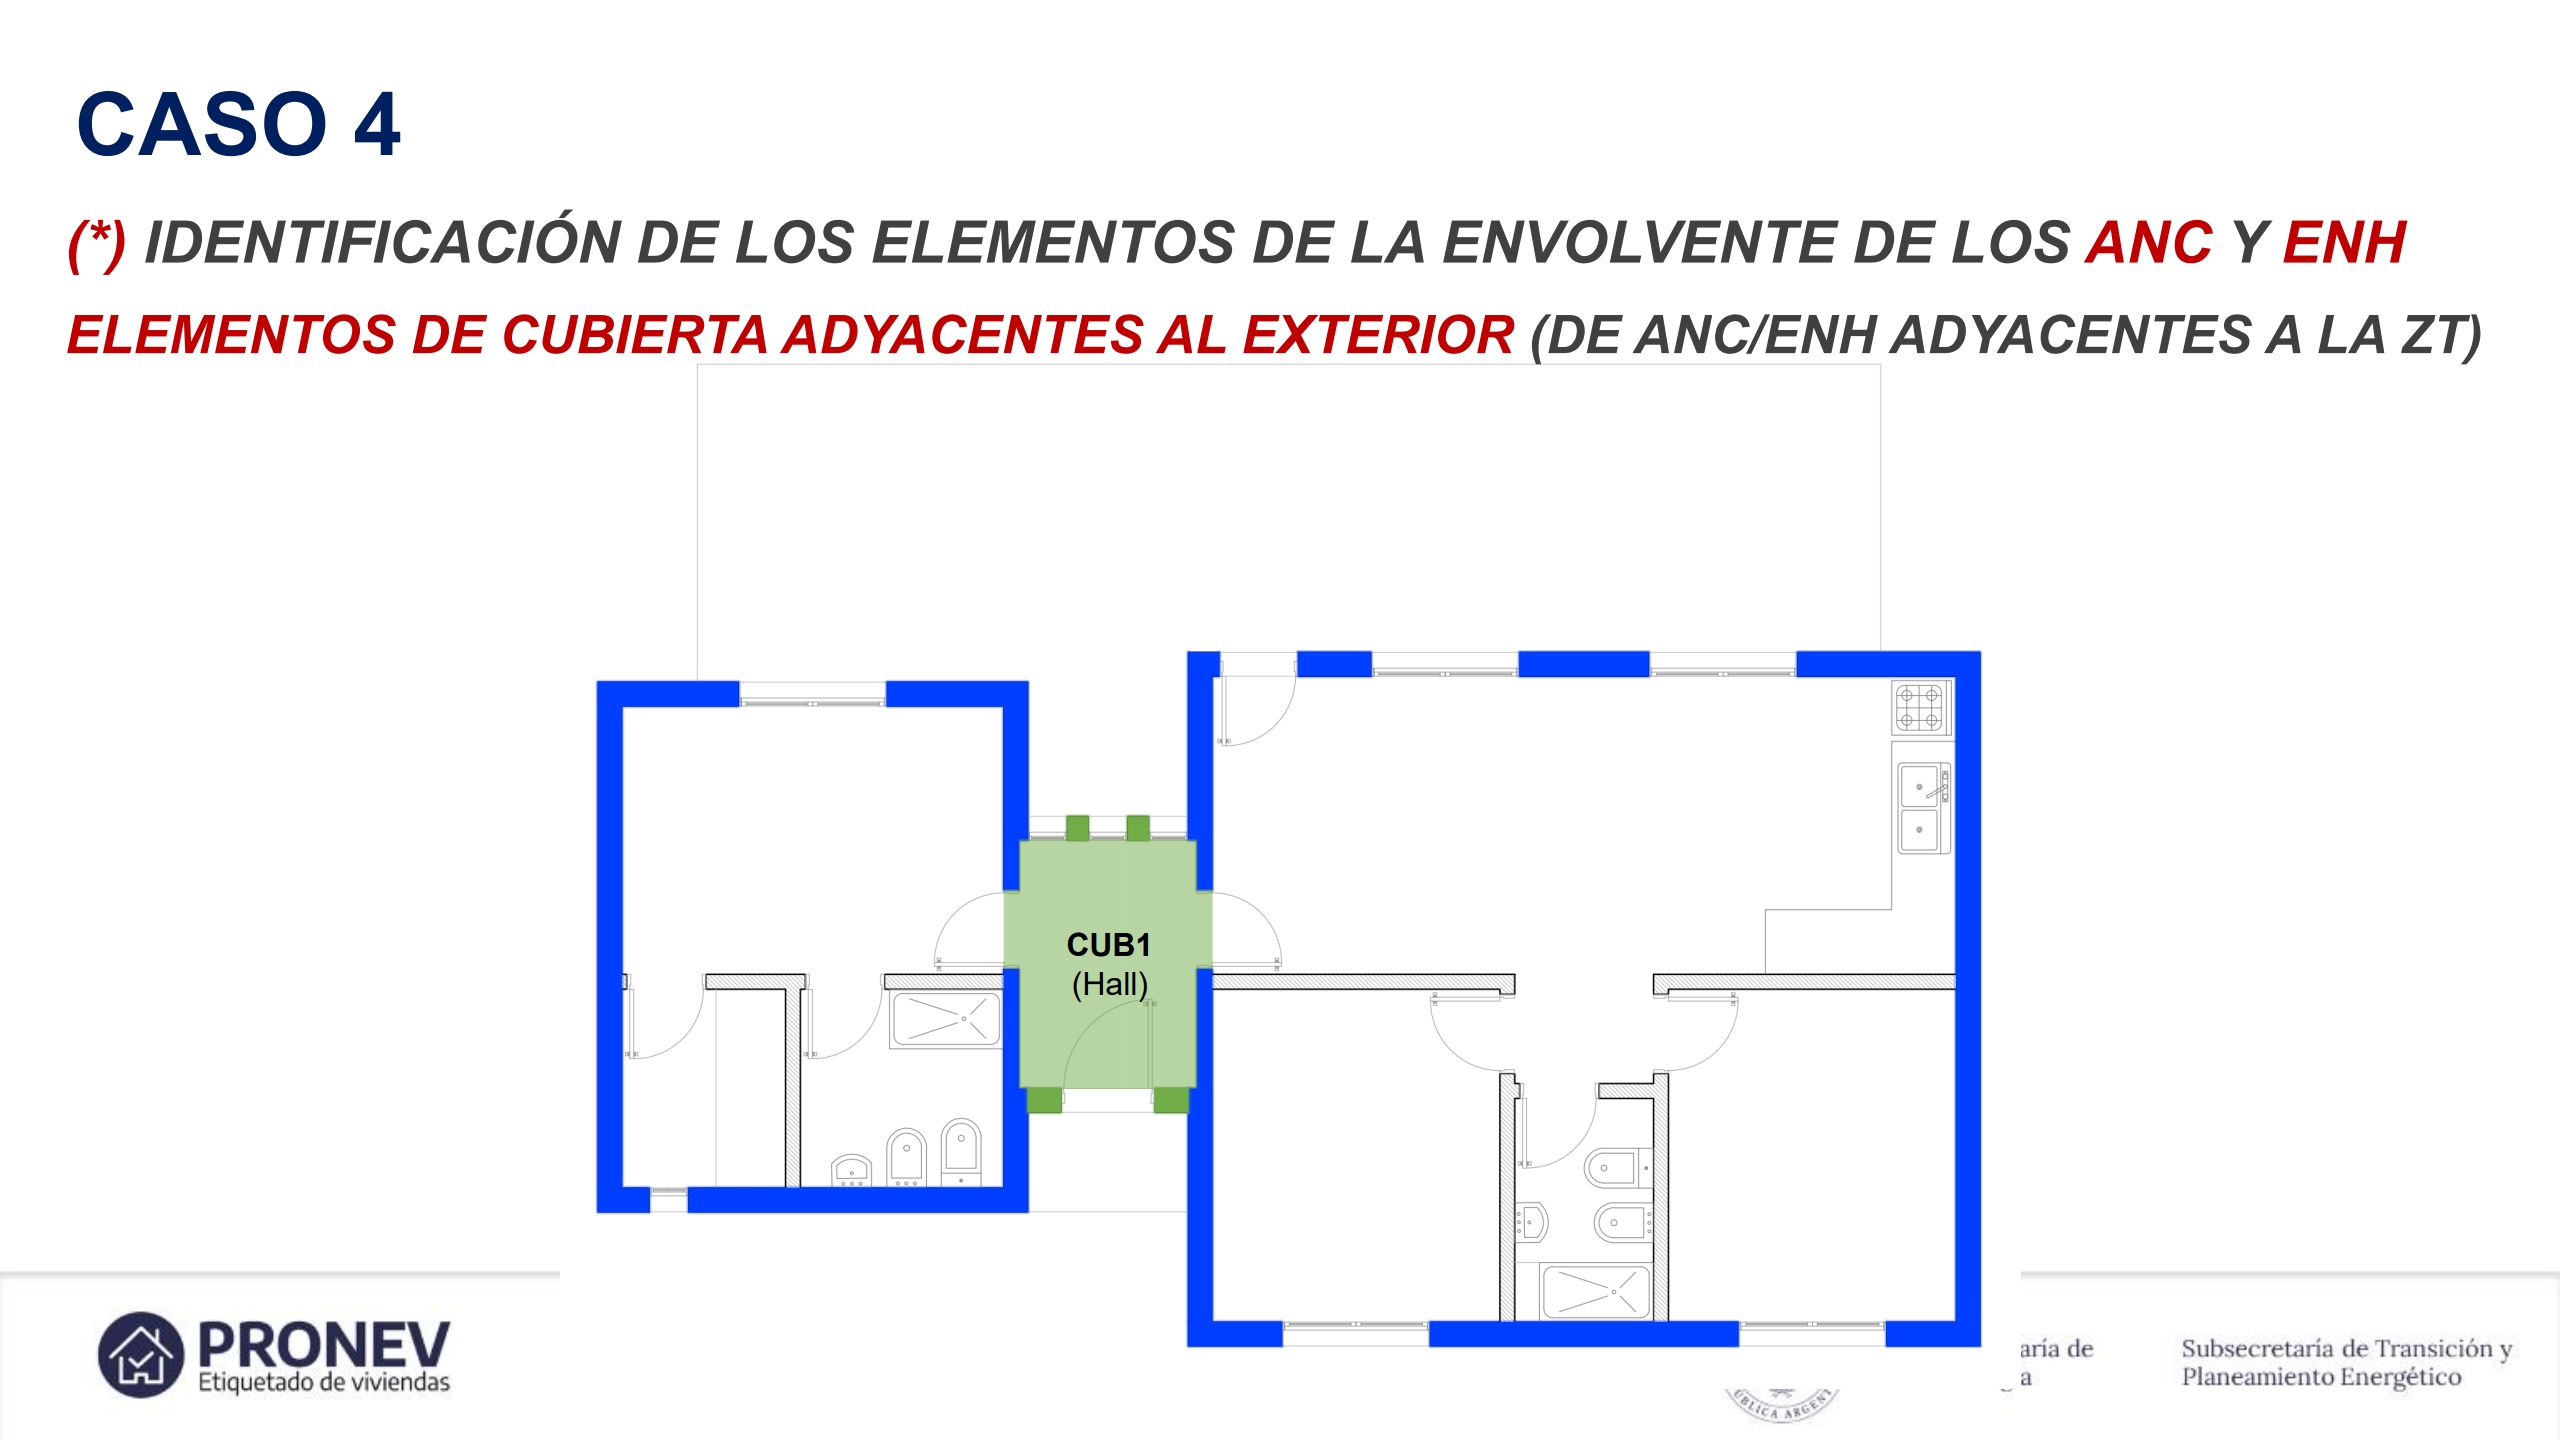 CASO 4
(*) IDENTIFICACIÓN DE LOS ELEMENTOS DE LA ENVOLVENTE DE LOS ANC Y ENH
ELEMENTOS DE CUBIERTA ADYACENTES AL EXTERIOR (DE ANC/ENH ADYACENTES A LA ZT)
CUB1
(Hall)
PRONEV
Etiquetado de viviendas
aría de
a
Subsecretaría de Transición y
Planeamiento Energético
BLICA ARGEN